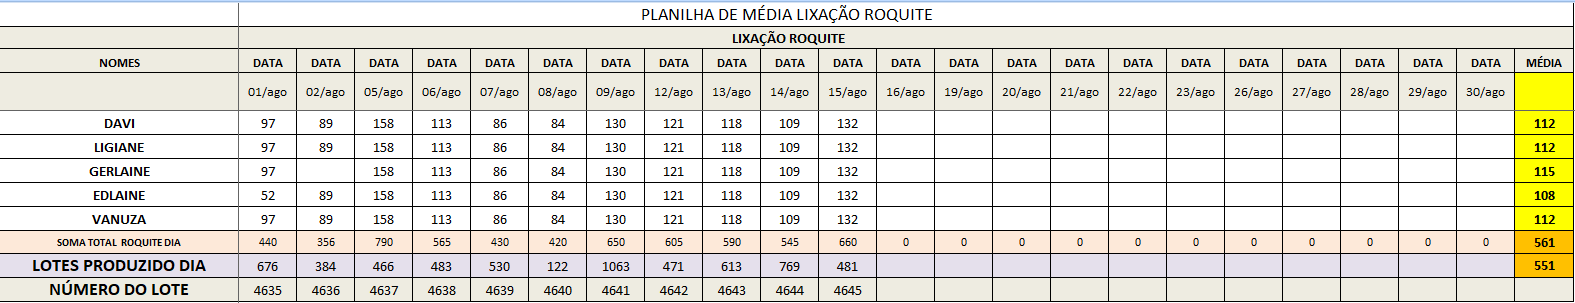 PLANILHA DE MÉDIA LIXAÇÃO ROQUITE
LIXAÇÃO ROQUITE
NOMES DATA DATA DATA DATA DATA DATA DATA DATA DATA DATA DATA DATA DATA DATA DATA DATA DATA DATA DATA DATA DATA DATA MÉDIA
01/ago 02/ago 05/ago 06/ago 07/ago 08/ago 09/ago 12/ago 13/ago 14/ago 15/ago 16/ago 19/ago 20/ago 21/ago 22/ago 23/ago 26/ago 27/ago 28/ago 29/ago 30/ago
DAVI 97 89 158 113 86 84 130 121 118 109 132 112
LIGIANE 97 89 158 113 86 84 130 121 118 109 132 112
GERLAINE 97 158 113 86 84 130 121 118 109 132 115
EDLAINE 52 89 158 113 86 84 130 121 118 109 132 108
VANUZA 97 89 158 113 86 84 130 121 118 109 132 112
SOMA TOTAL ROQUITE DIA 440 356 790 565 430 420 650 605 590 545 660 0 0 0 0 0 0 0 0 0 0 0 561
LOTES PRODUZIDO DIA 676 384 466 483 530 122 1063 471 613 769 481 551
NÚMERO DO LOTE 4635 4636 4637 4638 4639 4640 4641 4642 4643 4644 4645